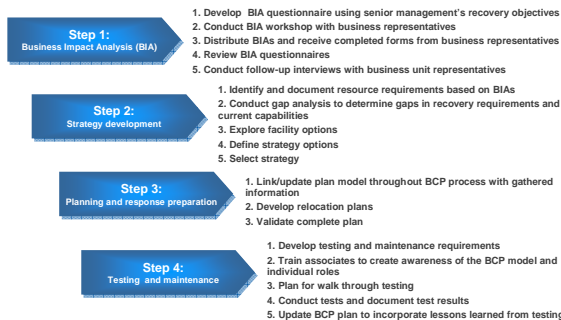 Step 1:
Business Impact Analysis (BIA)
1. Develop BIA questionnaire using senior management's recovery objectives
2. Conduct BIA workshop with business representatives
3. Distribute BIAs and receive completed forms from business representatives
4. Review BIA questionnaires
5. Conduct follow-up interviews with business unit representatives
Step 2:
Strategy development
1. Identify and document resource requirements based on BIAs
2. Conduct gap analysis to determine gaps in recovery requirements and
current capabilities
3. Explore facility options
4. Define strategy options
5. Select strategy
Step 3:
Planning and response preparation
1. Link/update plan model throughout BCP process with gathered
information
2. Develop relocation plans
3. Validate complete plan
Step 4:
Testing and maintenance
1. Develop testing and maintenance requirements
2. Train associates to create awareness of the BCP model and
individual roles
3. Plan for walk through testing
4. Conduct tests and document test results
5. Update BCP plan to incorporate lessons learned from testing